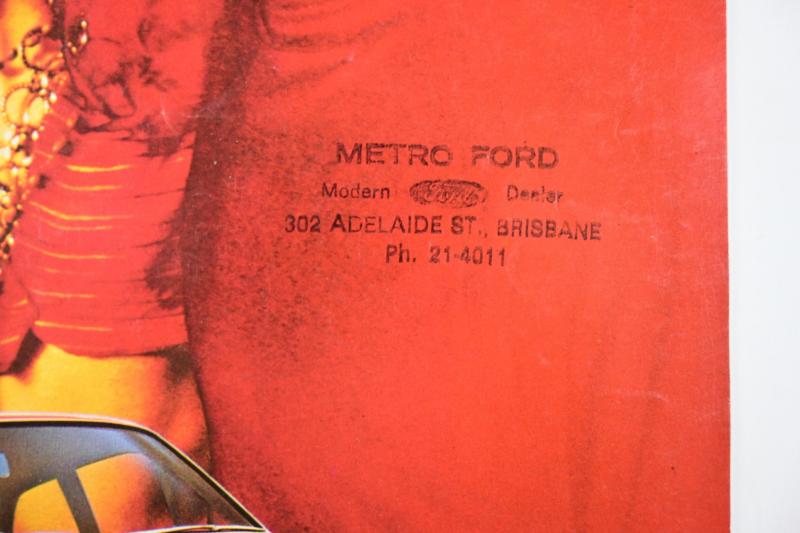 METRO FORD
Modern Ford Dealer
302 ADELAIDE ST., BRISBANE
Ph. 21-4011